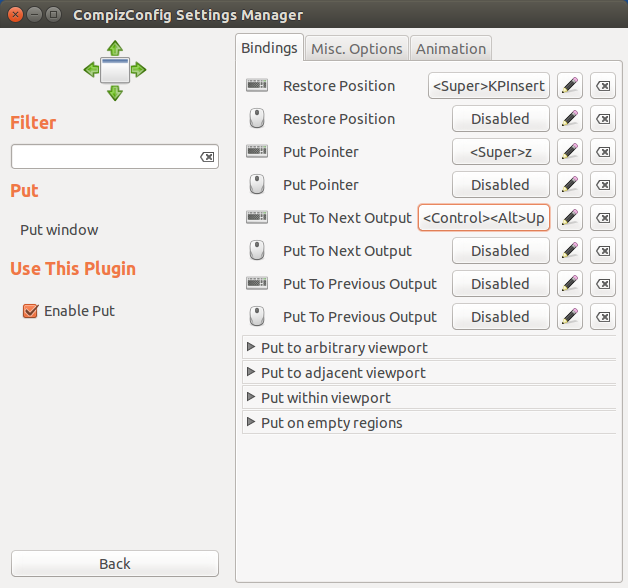 CompizConfig Settings Manager
Filter
Put
Put window
Use This Plugin
Enable Put
Back
Bindings Misc. Options Animation
Restore Position <Super>KPInsert
Restore Position Disabled
Put Pointer <Super>z
Put Pointer Disabled
Put To Next Output <Control><Alt>Up
Put To Next Output Disabled
Put To Previous Output Disabled
Put To Previous Output Disabled
Put to arbitrary viewport
Put to adjacent viewport
Put within viewport
Put on empty regions